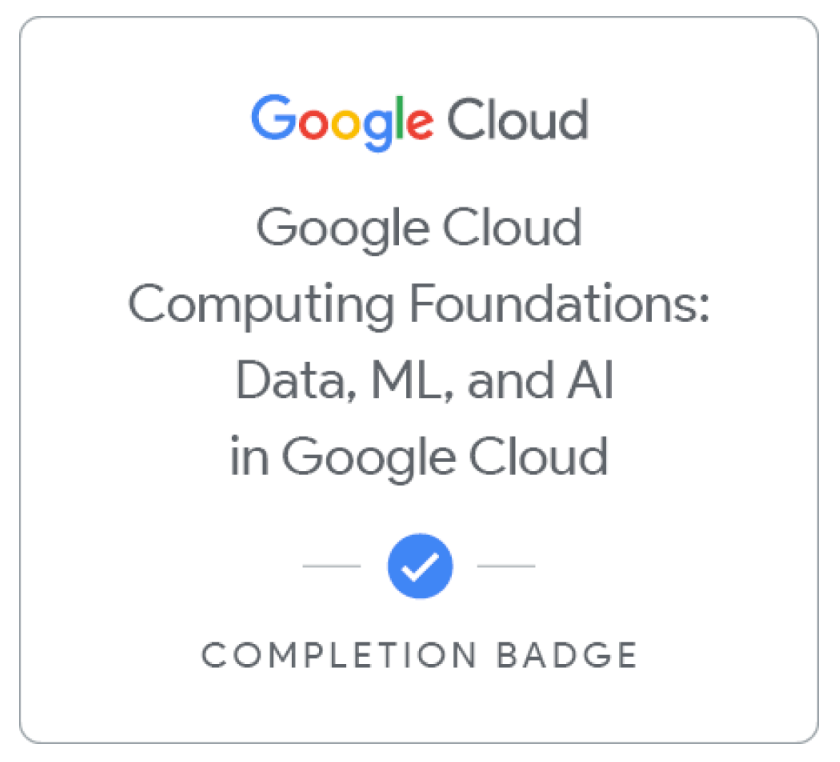 Google Cloud
Google Cloud
Computing Foundations:
Data, ML, and AI
in Google Cloud
COMPLETION BADGE